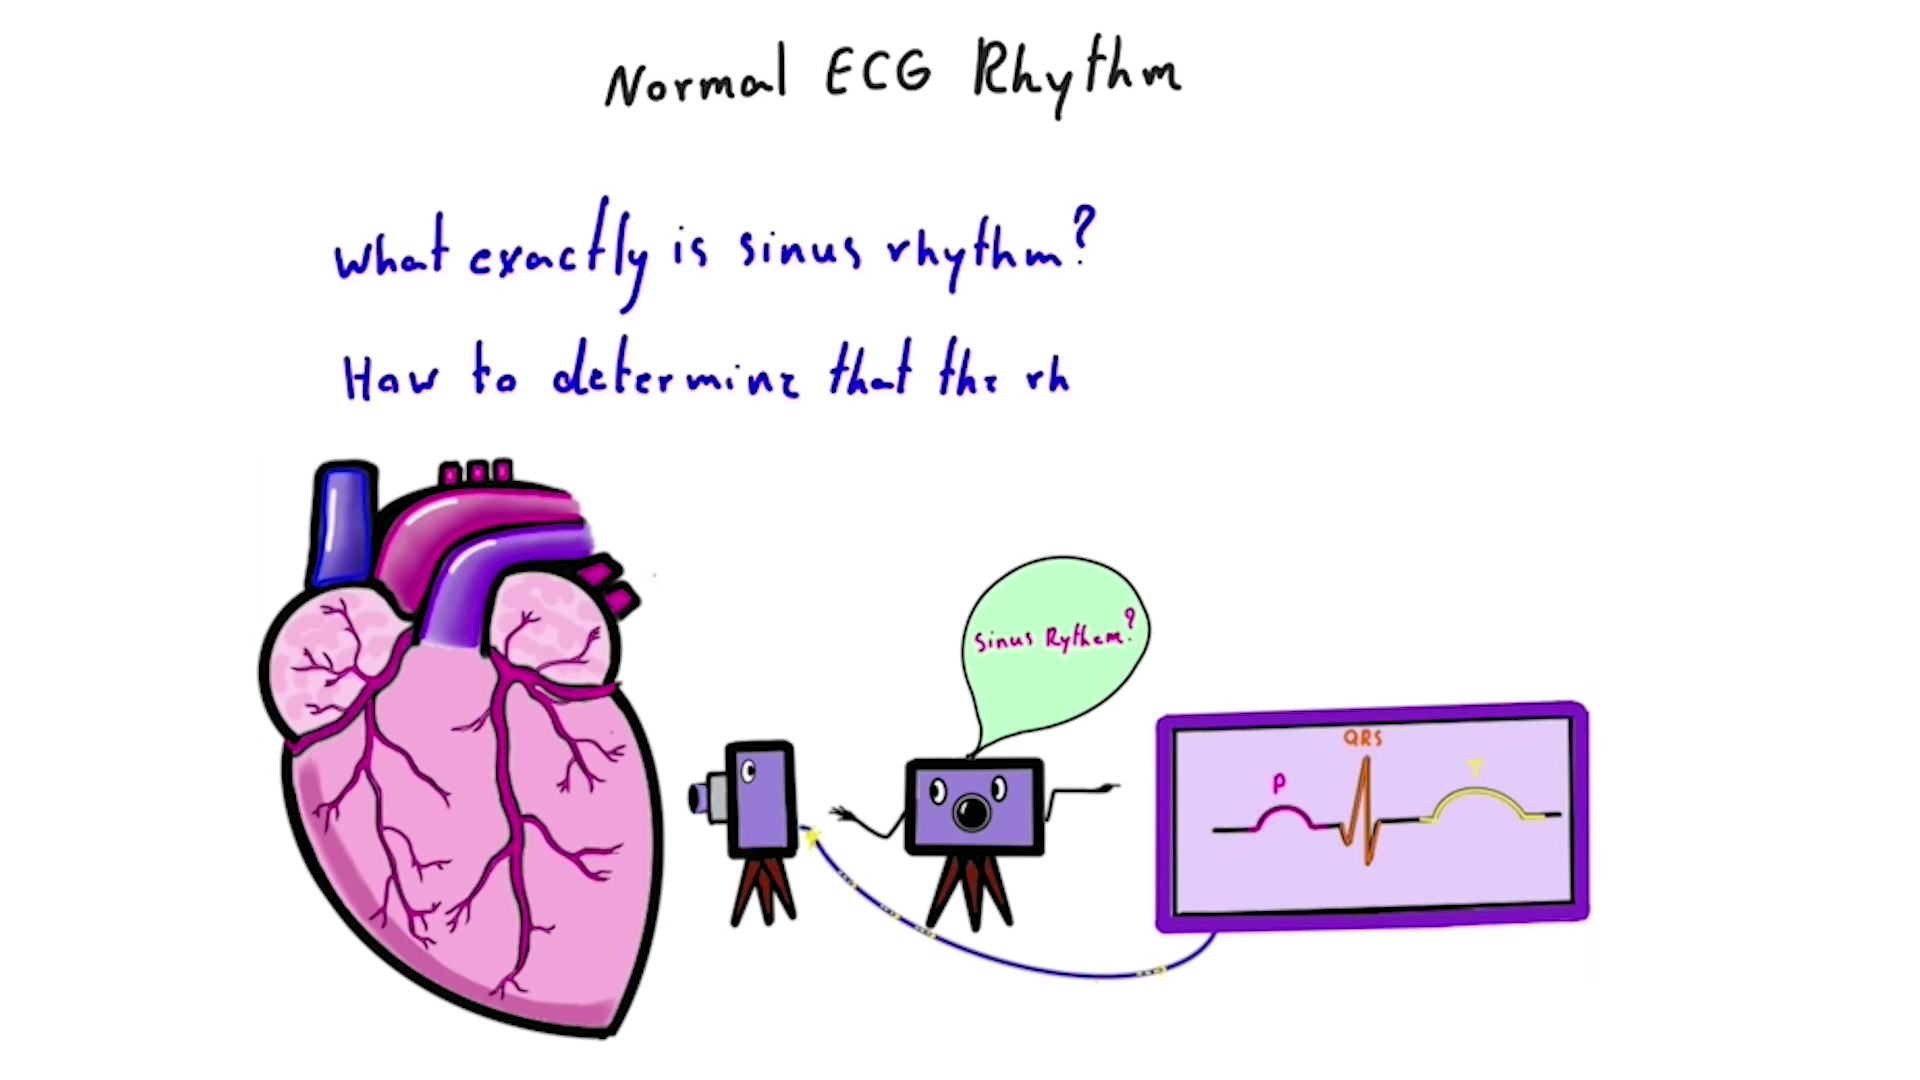 Normal ECG Rhythm
What exactly is sinus rhythm?
How to determine that the rh
Sinus Rythem?
QRS
P
T